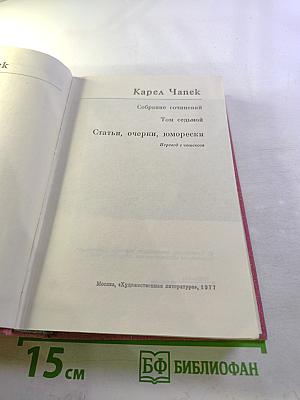 ек
Карел Чапек
Собрание сочинений
Том седьмой
Статьи, очерки, юморески
Перевод с чешского
Москва, «Художественная литература», 1977
15 см
БФ БИБЛИОФАН